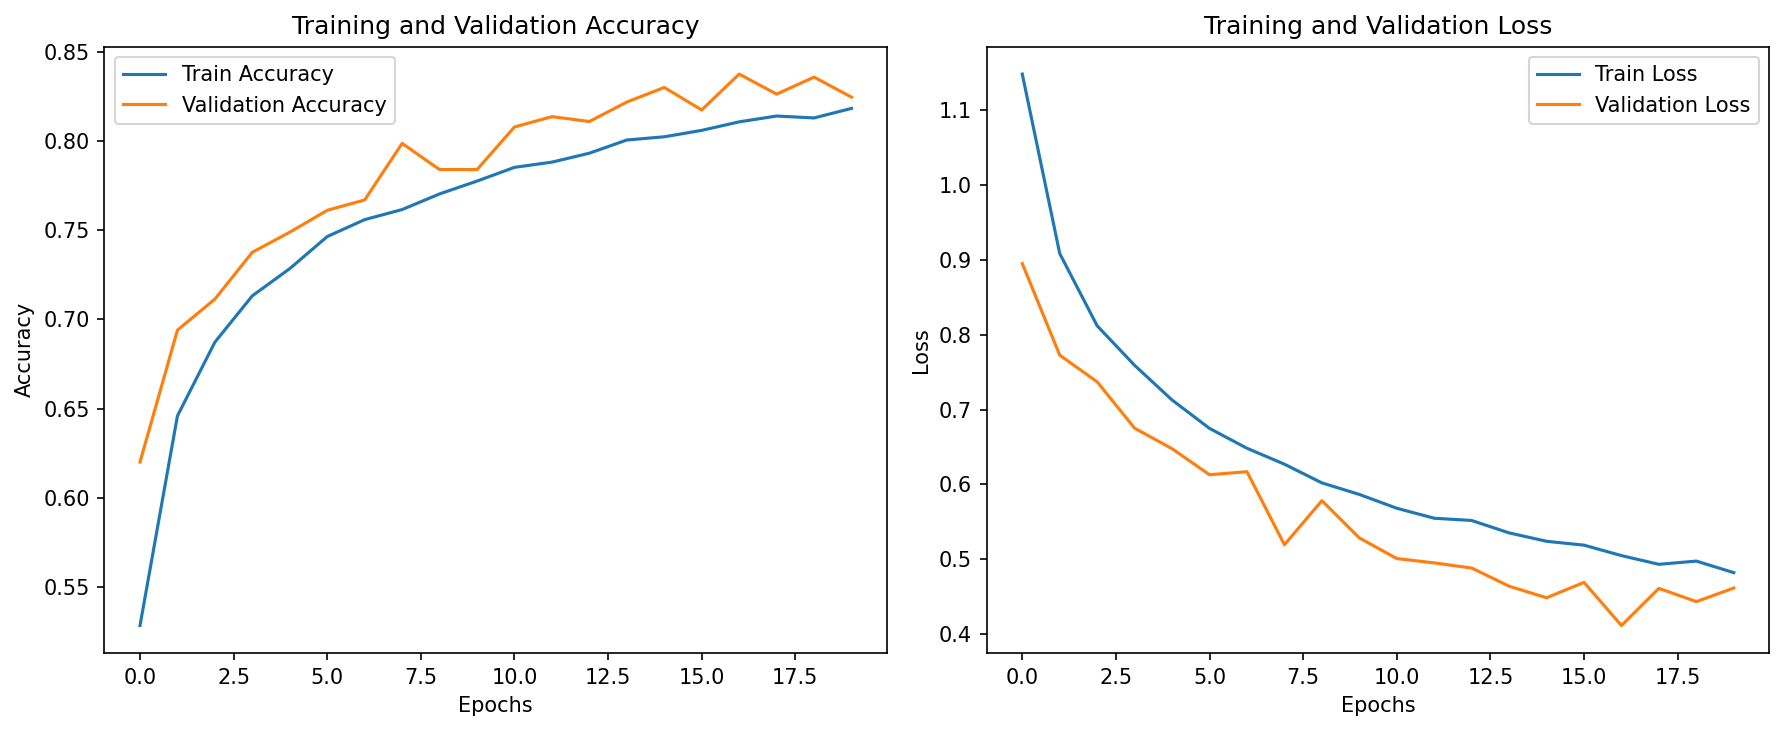 Training and Validation Accuracy
Train Accuracy
Validation Accuracy
0.85
0.80
0.75
0.70
0.65
0.60
0.55
Accuracy
0.0 2.5 5.0 7.5 10.0 12.5 15.0 17.5
Epochs
Training and Validation Loss
Train Loss
Validation Loss
1.1
1.0
0.9
0.8
0.7
0.6
0.5
0.4
Loss
0.0 2.5 5.0 7.5 10.0 12.5 15.0 17.5
Epochs